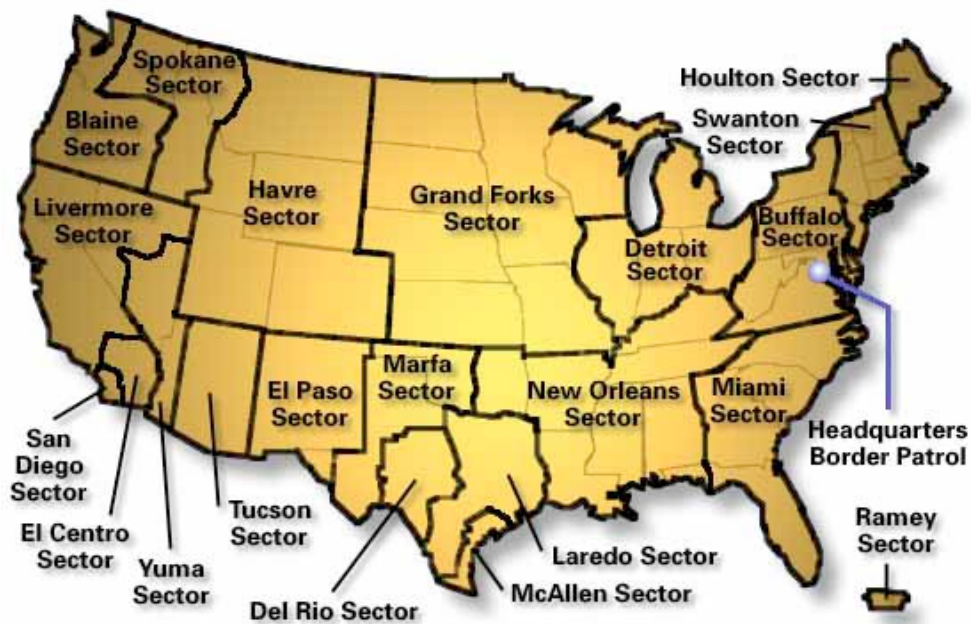 Spokane
Sector
Blaine
Sector
Livermore
Sector
Havre
Sector
Grand Forks
Sector
Detroit
Sector
Buffalo
Sector
Houlton Sector
Swanton
Sector
El Paso
Sector
Marfa
Sector
New Orleans
Sector
Miami
Sector
Headquarters
Border Patrol
San
Diego
Sector
El Centro
Sector
Yuma
Sector
Tucson
Sector
Del Rio Sector
Laredo Sector
McAllen Sector
Ramey
Sector